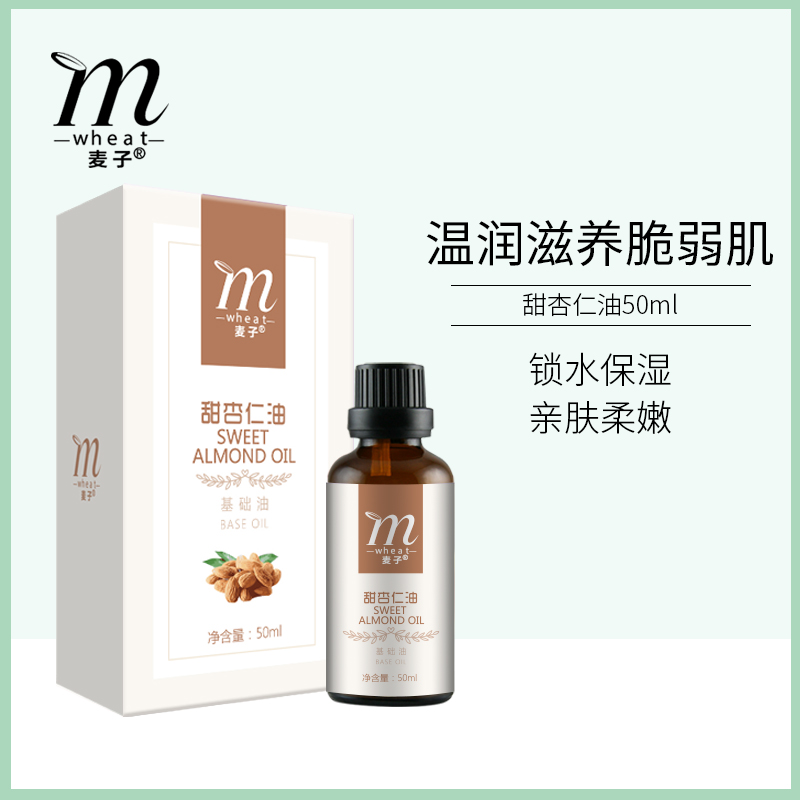 m
wheat
麦子®
温润滋养脆弱肌
甜杏仁油50ml
锁水保湿
亲肤柔嫩
m
wheat
麦子®
甜杏仁油
SWEET
ALMOND OIL
基础油
BASE OIL
净含量：50ml
m
wheat
麦子®
m
wheat
麦子®
甜杏仁油
SWEET
ALMOND OIL
基础油
BASE OIL
净含量：50ml